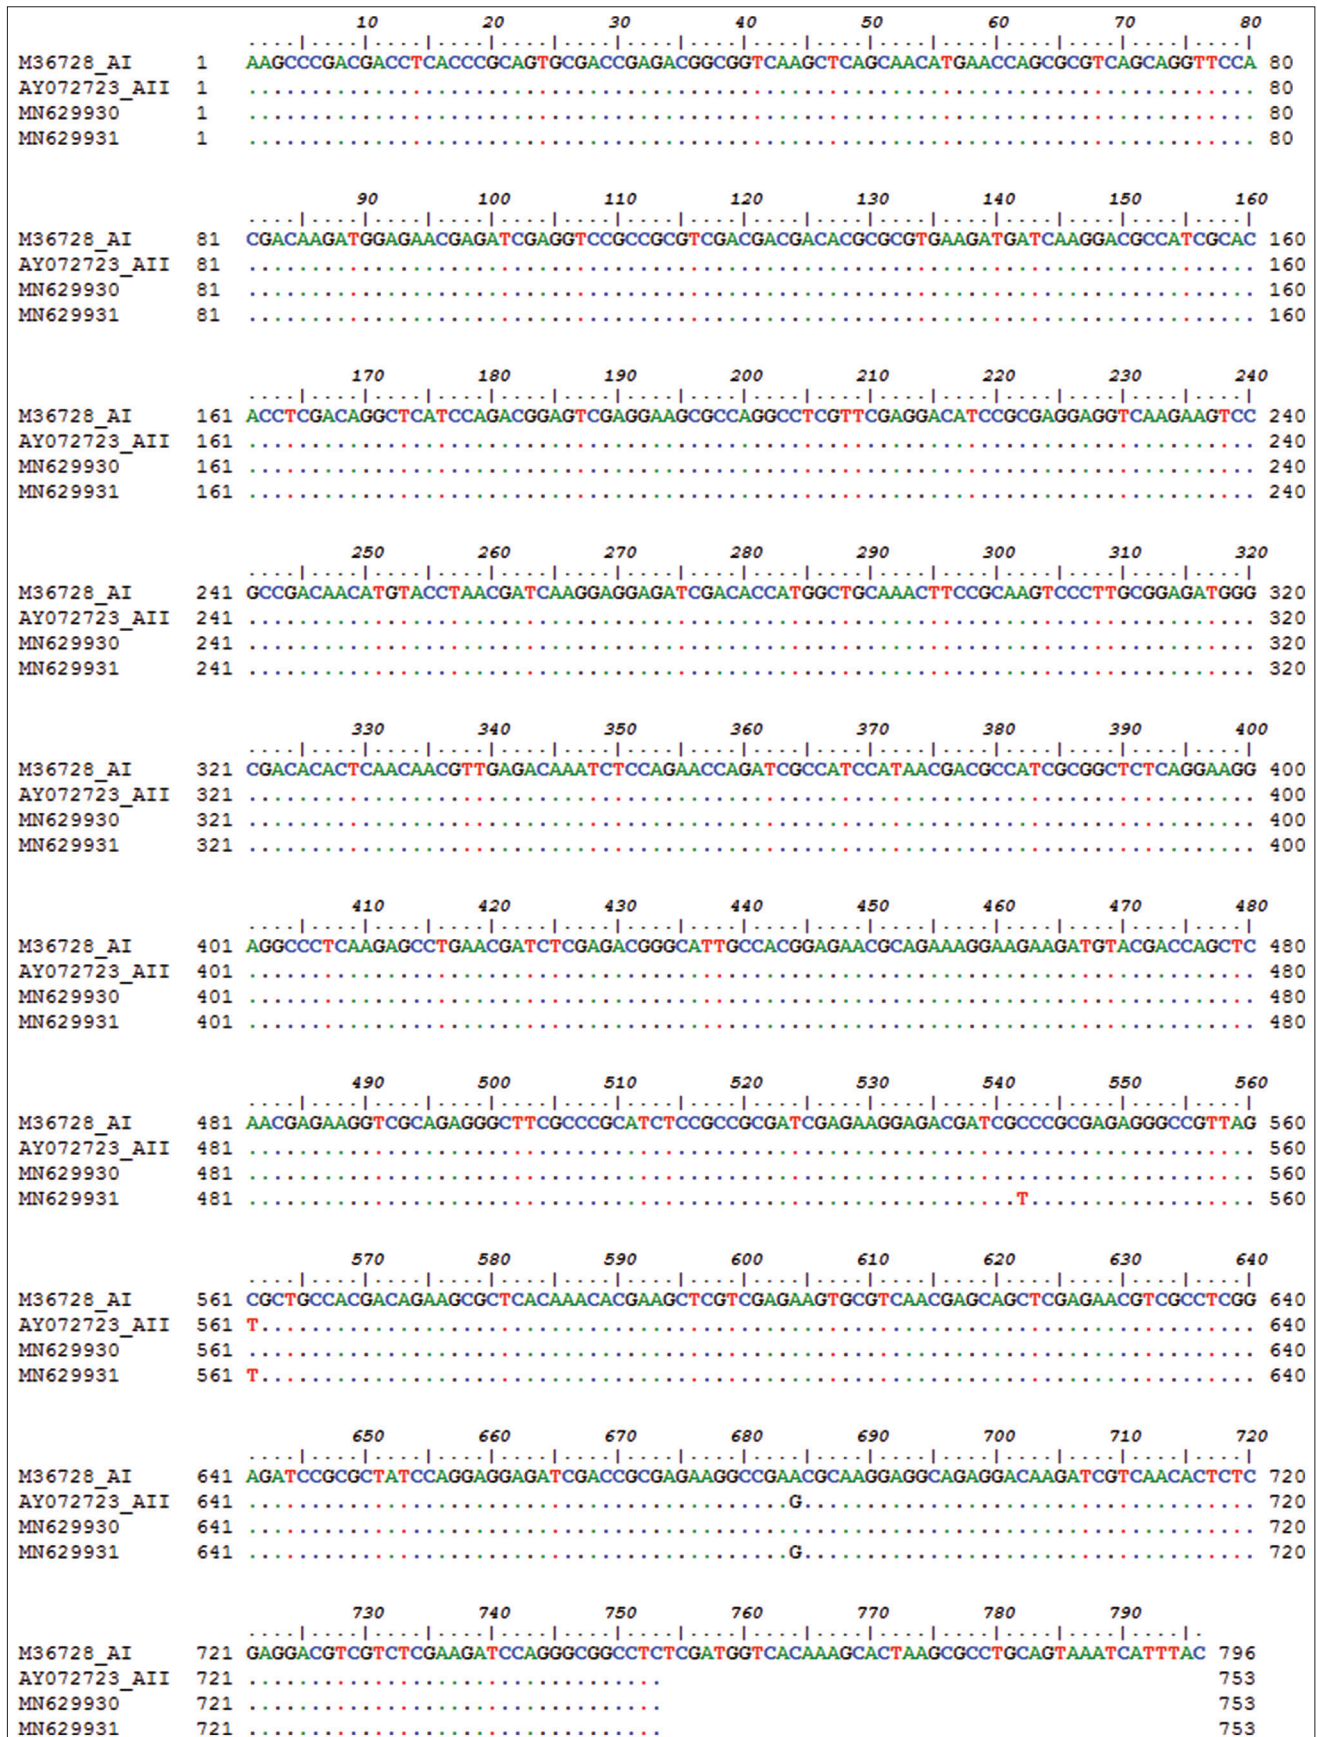 10 20 30 40 50 60 70 80
....|....|....|....|....|....|....|....|....|....|....|....|....|....|....|....|
M36728_AI 1 AAGCCCGACGACCTCACCCGCAGTGCGACCGAGACGGCGGTCAAGCTCAGCAACATGAACCAGCGCGTCAGCAGGTTCCA 80
AY072723_AII 1 ................................................................................ 80
MN629930 1 ................................................................................ 80
MN629931 1 ................................................................................ 80
90 100 110 120 130 140 150 160
....|....|....|....|....|....|....|....|....|....|....|....|....|....|....|....|
M36728_AI 81 CGACAAGATGGAGAACGAGATCGAGGTCCGCCGCGTCGACGACGACACGCGCGTGAAGATGATCAAGGACGCCATCGCAC 160
AY072723_AII 81 ................................................................................ 160
MN629930 81 ................................................................................ 160
MN629931 81 ................................................................................ 160
170 180 190 200 210 220 230 240
....|....|....|....|....|....|....|....|....|....|....|....|....|....|....|....|
M36728_AI 161 ACCTCGACAGGCTCATCCAGACGGAGTCGAGGAAGCGCCAGGCCTCGTTCGAGGACATCCGCGAGGAGGTCAAGAAGTCC 240
AY072723_AII 161 ................................................................................ 240
MN629930 161 ................................................................................ 240
MN629931 161 ................................................................................ 240
250 260 270 280 290 300 310 320
....|....|....|....|....|....|....|....|....|....|....|....|....|....|....|....|
M36728_AI 241 GCCGACAACATGTACCTAACGATCAAGGAGGAGATCGACACCATGGCTGCAAACTTCCGCAAGTCCCTTGCGGAGATGGG 320
AY072723_AII 241 ................................................................................ 320
MN629930 241 ................................................................................ 320
MN629931 241 ................................................................................ 320
330 340 350 360 370 380 390 400
....|....|....|....|....|....|....|....|....|....|....|....|....|....|....|....|
M36728_AI 321 CGACACACTCAACAACGTTGAGACAAATCTCCAGAACCAGATCGCCATCCATAACGACGCCATCGCGGCTCTCAGGAAGG 400
AY072723_AII 321 ................................................................................ 400
MN629930 321 ................................................................................ 400
MN629931 321 ................................................................................ 400
410 420 430 440 450 460 470 480
....|....|....|....|....|....|....|....|....|....|....|....|....|....|....|....|
M36728_AI 401 AGGCCCTCAAGAGCCTGAACGATCTCGAGACGGGCATTGCCACGGAGAACGCAGAAAGGAAGAAGATGTACGACCAGCTC 480
AY072723_AII 401 ................................................................................ 480
MN629930 401 ................................................................................ 480
MN629931 401 ................................................................................ 480
490 500 510 520 530 540 550 560
....|....|....|....|....|....|....|....|....|....|....|....|....|....|....|....|
M36728_AI 481 AACGAGAAGGTCGCAGAGGGCTTCGCCCGCATCTCCGCCGCGATCGAGAAGGAGACGATCGCCCGCGAGAGGGCCGTTAG 560
AY072723_AII 481 ................................................................................ 560
MN629930 481 ................................................................................ 560
MN629931 481 .............................................................T.................. 560
570 580 590 600 610 620 630 640
....|....|....|....|....|....|....|....|....|....|....|....|....|....|....|....|
M36728_AI 561 CGCTGCCACGACAGAAGCGCTCACAAACACGAAGCTCGTCGAGAAGTGCGTCAACGAGCAGCTCGAGAACGTCGCCTCGG 640
AY072723_AII 561 T............................................................................... 640
MN629930 561 ................................................................................ 640
MN629931 561 T............................................................................... 640
650 660 670 680 690 700 710 720
....|....|....|....|....|....|....|....|....|....|....|....|....|....|....|....|
M36728_AI 641 AGATCCGCGCTATCCAGGAGGAGATCGACCGCGAGAAGGCCGAACGCAAGGAGGCAGAGGACAAGATCGTCAACACTCTC 720
AY072723_AII 641 ...........................................G.................................... 720
MN629930 641 ................................................................................ 720
MN629931 641 ...........................................G.................................... 720
730 740 750 760 770 780 790
....|....|....|....|....|....|....|....|....|....|....|....|....|....|....|.
M36728_AI 721 GAGGACGTCGTCTCGAAGATCCAGGGCGGCCTCTCGATGGTCACAAAGCACTAAGCGCCTGCAGTAAATCATTTAC 796
AY072723_AII 721 ................................. 753
MN629930 721 ................................. 753
MN629931 721 ................................. 753